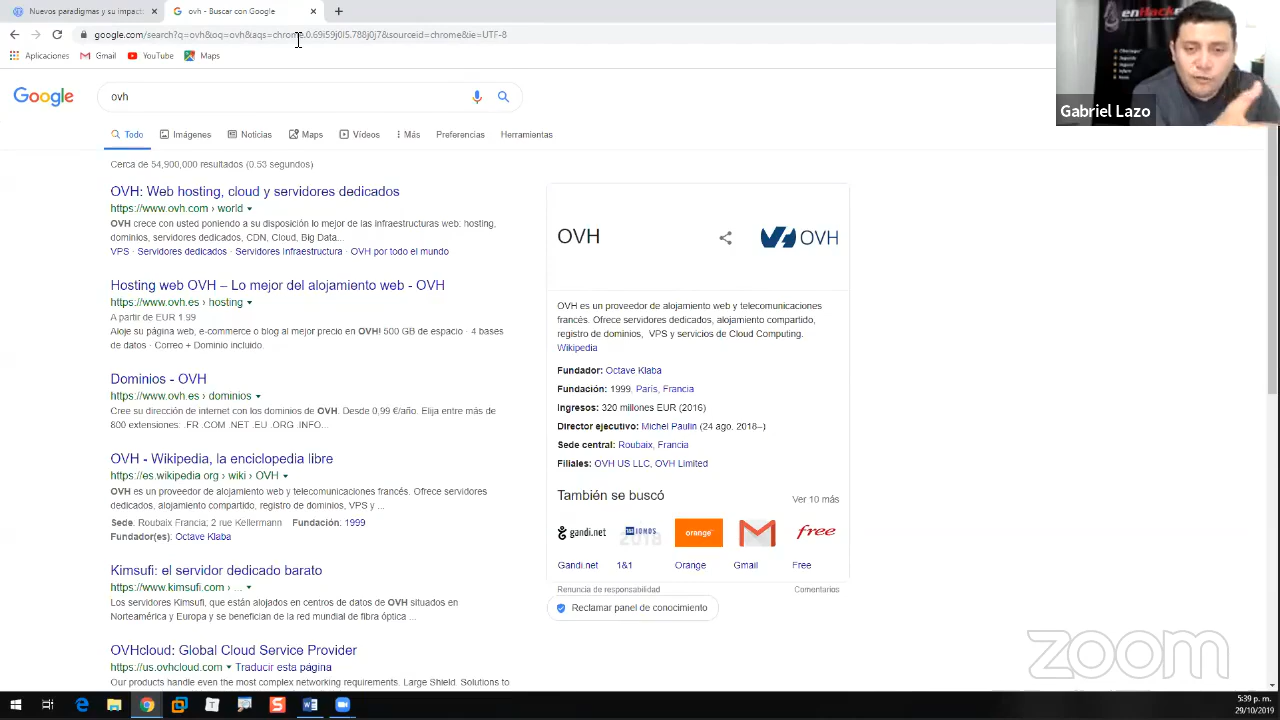 Nuevos paradigmas y su impact
ovh - Buscar con Google
google.com/search?q=ovh&oq=ovh&aqs=chrome.0.69i59j0l5.788j0j7&sourceid=chrome&ie=UTF-8
Aplicaciones
Gmail
YouTube
Maps
enHack
Gabriel Lazo
Google
ovh
Todo
Imágenes
Noticias
Maps
Vídeos
Más
Preferencias
Herramientas
Cerca de 54,900,000 resultados (0.53 segundos)
OVH: Web hosting, cloud y servidores dedicados
https://www.ovh.com › world
OVH crece con usted poniendo a su disposición lo mejor de las infraestructuras web: hosting,
dominios, servidores dedicados, CDN, Cloud, Big Data...
VPS · Servidores dedicados · Servidores Infraestructura · OVH por todo el mundo
Hosting web OVH – Lo mejor del alojamiento web - OVH
https://www.ovh.es › hosting
A partir de EUR 1.99
Aloje su página web, e-commerce o blog al mejor precio en OVH! 500 GB de espacio · 4 bases
de datos · Correo + Dominio incluido.
Dominios - OVH
https://www.ovh.es › dominios
Cree su dirección de internet con los dominios de OVH. Desde 0,99 €/año. Elija entre más de
800 extensiones: .FR .COM .NET .EU .ORG .INFO...
OVH - Wikipedia, la enciclopedia libre
https://es.wikipedia.org › wiki › OVH
OVH es un proveedor de alojamiento web y telecomunicaciones francés. Ofrece servidores
dedicados, alojamiento compartido, registro de dominios, VPS y ...
Sede: Roubaix Francia; 2 rue Kellermann Fundación: 1999
Fundador(es): Octave Klaba
Kimsufi: el servidor dedicado barato
https://www.kimsufi.com › ...
Los servidores Kimsufi, que están alojados en centros de datos de OVH situados en
Norteamérica y Europa y se benefician de la red mundial de fibra óptica ...
OVHcloud: Global Cloud Service Provider
https://us.ovhcloud.com Traducir esta página
Our products handle even the most complex networking requirements. Large Shield. Solutions to
OVH
OVH
OVH es un proveedor de alojamiento web y telecomunicaciones
francés. Ofrece servidores dedicados, alojamiento compartido,
registro de dominios, VPS y servicios de Cloud Computing.
Wikipedia
Fundador: Octave Klaba
Fundación: 1999, París, Francia
Ingresos: 320 millones EUR (2016)
Director ejecutivo: Michel Paulin (24 ago. 2018–)
Sede central: Roubaix, Francia
Filiales: OVH US LLC, OVH Limited
También se buscó
Ver 10 más
gandi.net
1&1 IONOS
2018
orange
free
Gandi.net
1&1
Orange
Gmail
Free
Renuncia de responsabilidad
Comentarios
Reclamar panel de conocimiento
zoom
5:39 p. m.
29/10/2019